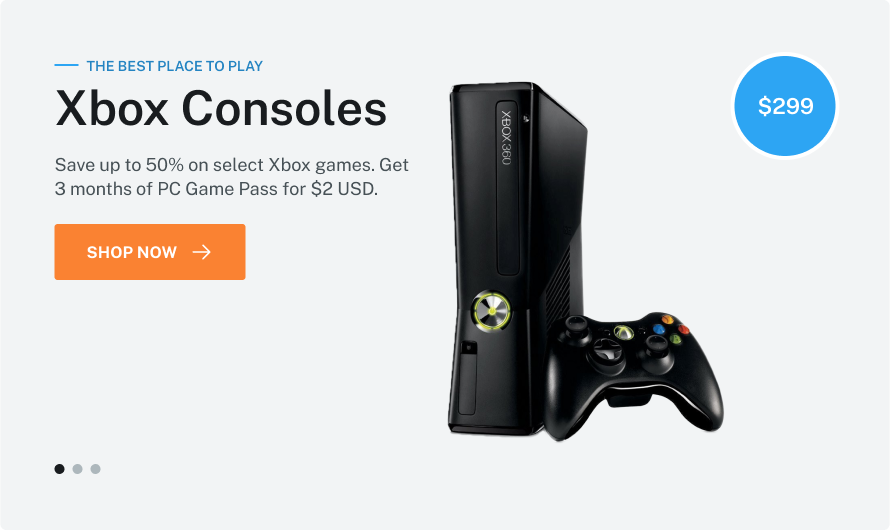 THE BEST PLACE TO PLAY
Xbox Consoles
Save up to 50% on select Xbox games. Get
3 months of PC Game Pass for $2 USD.
SHOP NOW
XBOX 360
$299